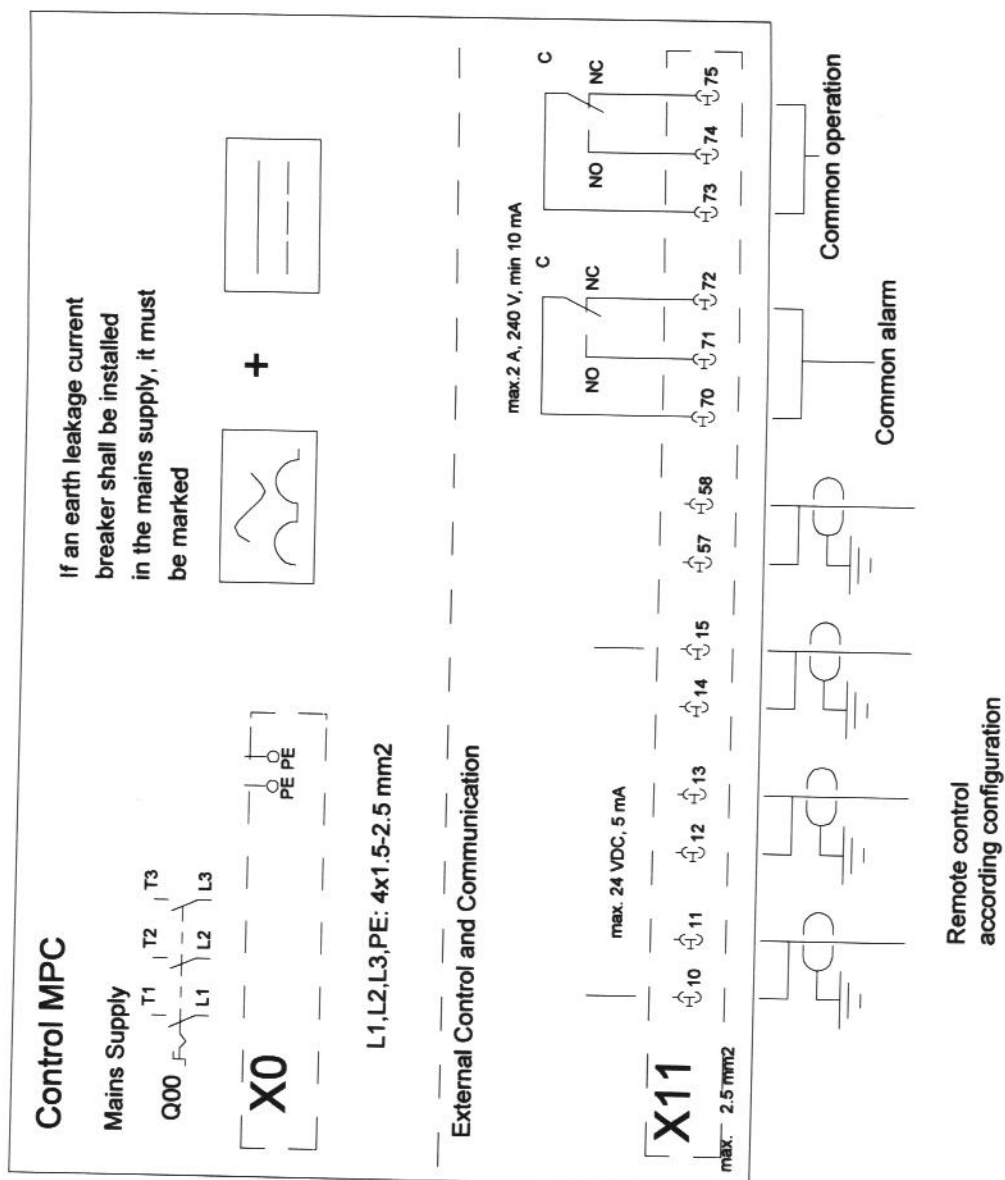 Control MPC
Mains Supply
Q00
T1 T2 T3
L1 L2 L3
If an earth leakage current
breaker shall be installed
in the mains supply, it must
be marked
+
X0
PE PE
L1,L2,L3,PE: 4x1.5-2.5 mm2
External Control and Communication
max. 24 VDC, 5 mA
max.2 A, 240 V, min 10 mA
C C
NO NC NO NC
X11
10 11 12 13 14 15 57 58 70 71 72 73 74 75
max. 2.5 mm2
Common alarm
Common operation
Remote control
according configuration